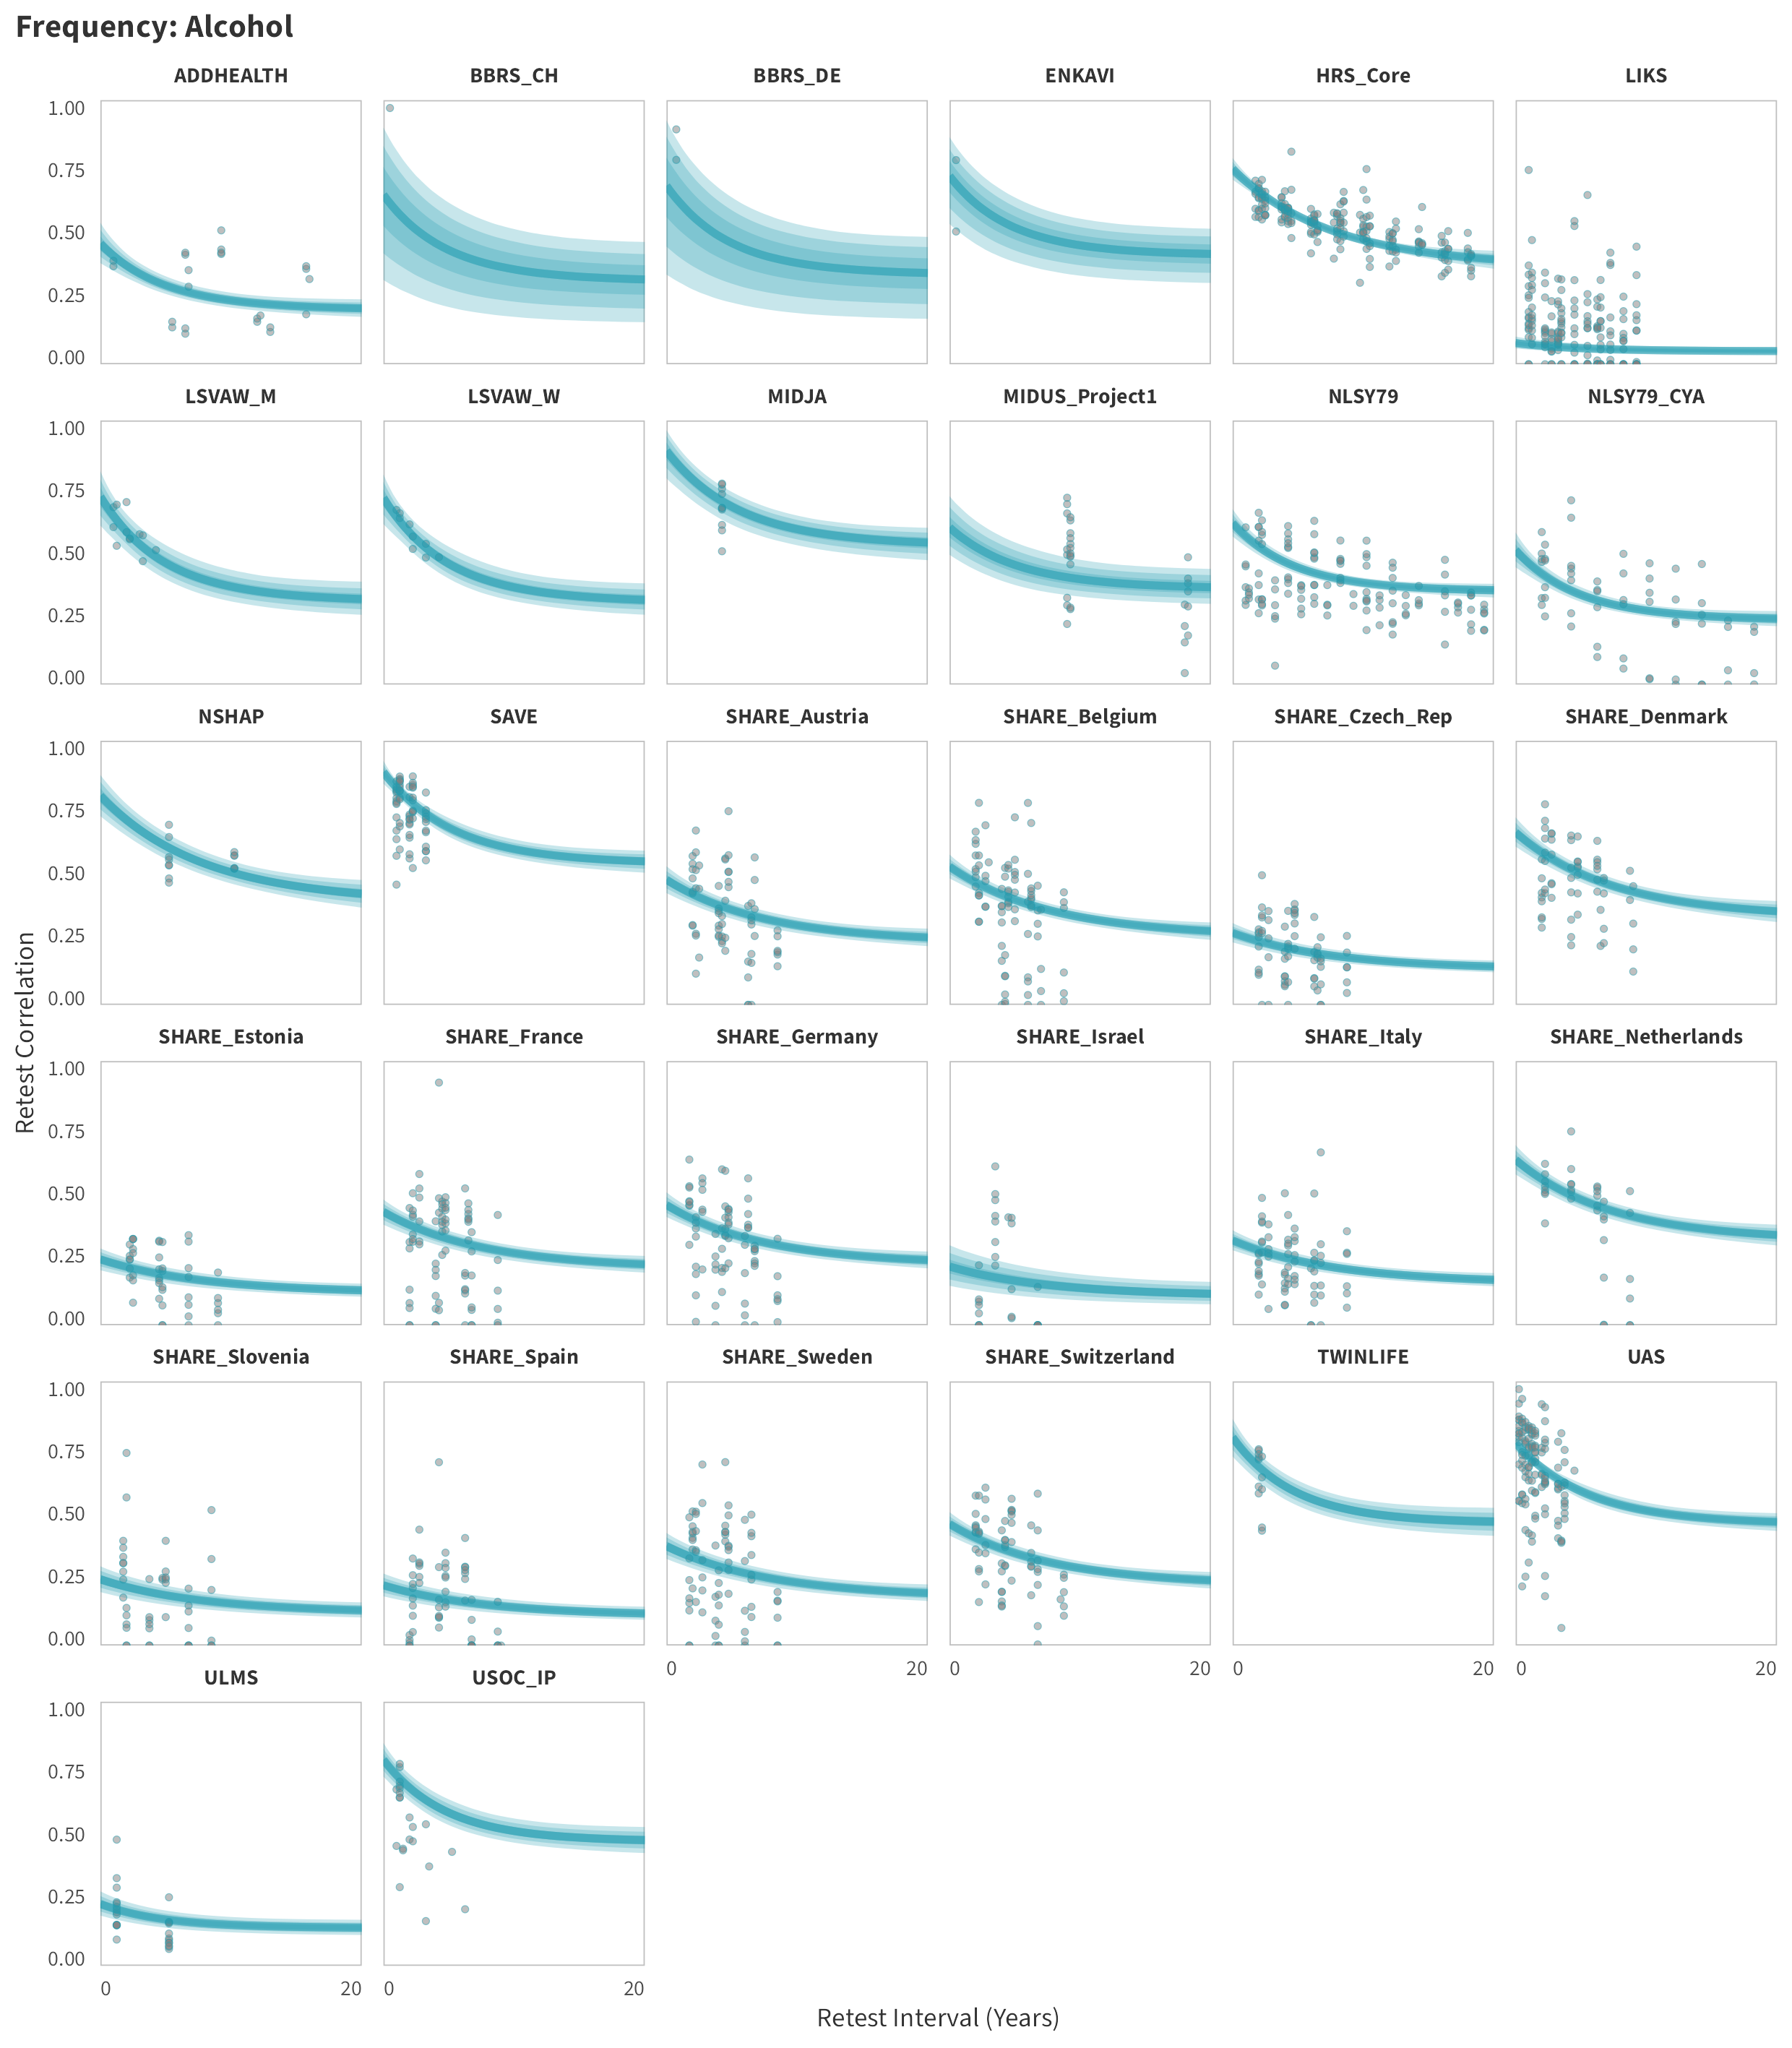 Frequency: Alcohol
ADDHEALTH BBRS_CH BBRS_DE ENKAVI HRS_Core LIKS
1.00
0.75
0.50
0.25
0.00
LSVAW_M LSVAW_W MIDJA MIDUS_Project1 NLSY79 NLSY79_CYA
1.00
0.75
0.50
0.25
0.00
NSHAP SAVE SHARE_Austria SHARE_Belgium SHARE_Czech_Rep SHARE_Denmark
1.00
0.75
0.50
0.25
0.00
Retest Correlation
SHARE_Estonia SHARE_France SHARE_Germany SHARE_Israel SHARE_Italy SHARE_Netherlands
1.00
0.75
0.50
0.25
0.00
SHARE_Slovenia SHARE_Spain SHARE_Sweden SHARE_Switzerland TWINLIFE UAS
1.00
0.75
0.50
0.25
0.00
0 20 0 20 0 20 0 20
ULMS USOC_IP
1.00
0.75
0.50
0.25
0.00
0 20 0 20
Retest Interval (Years)